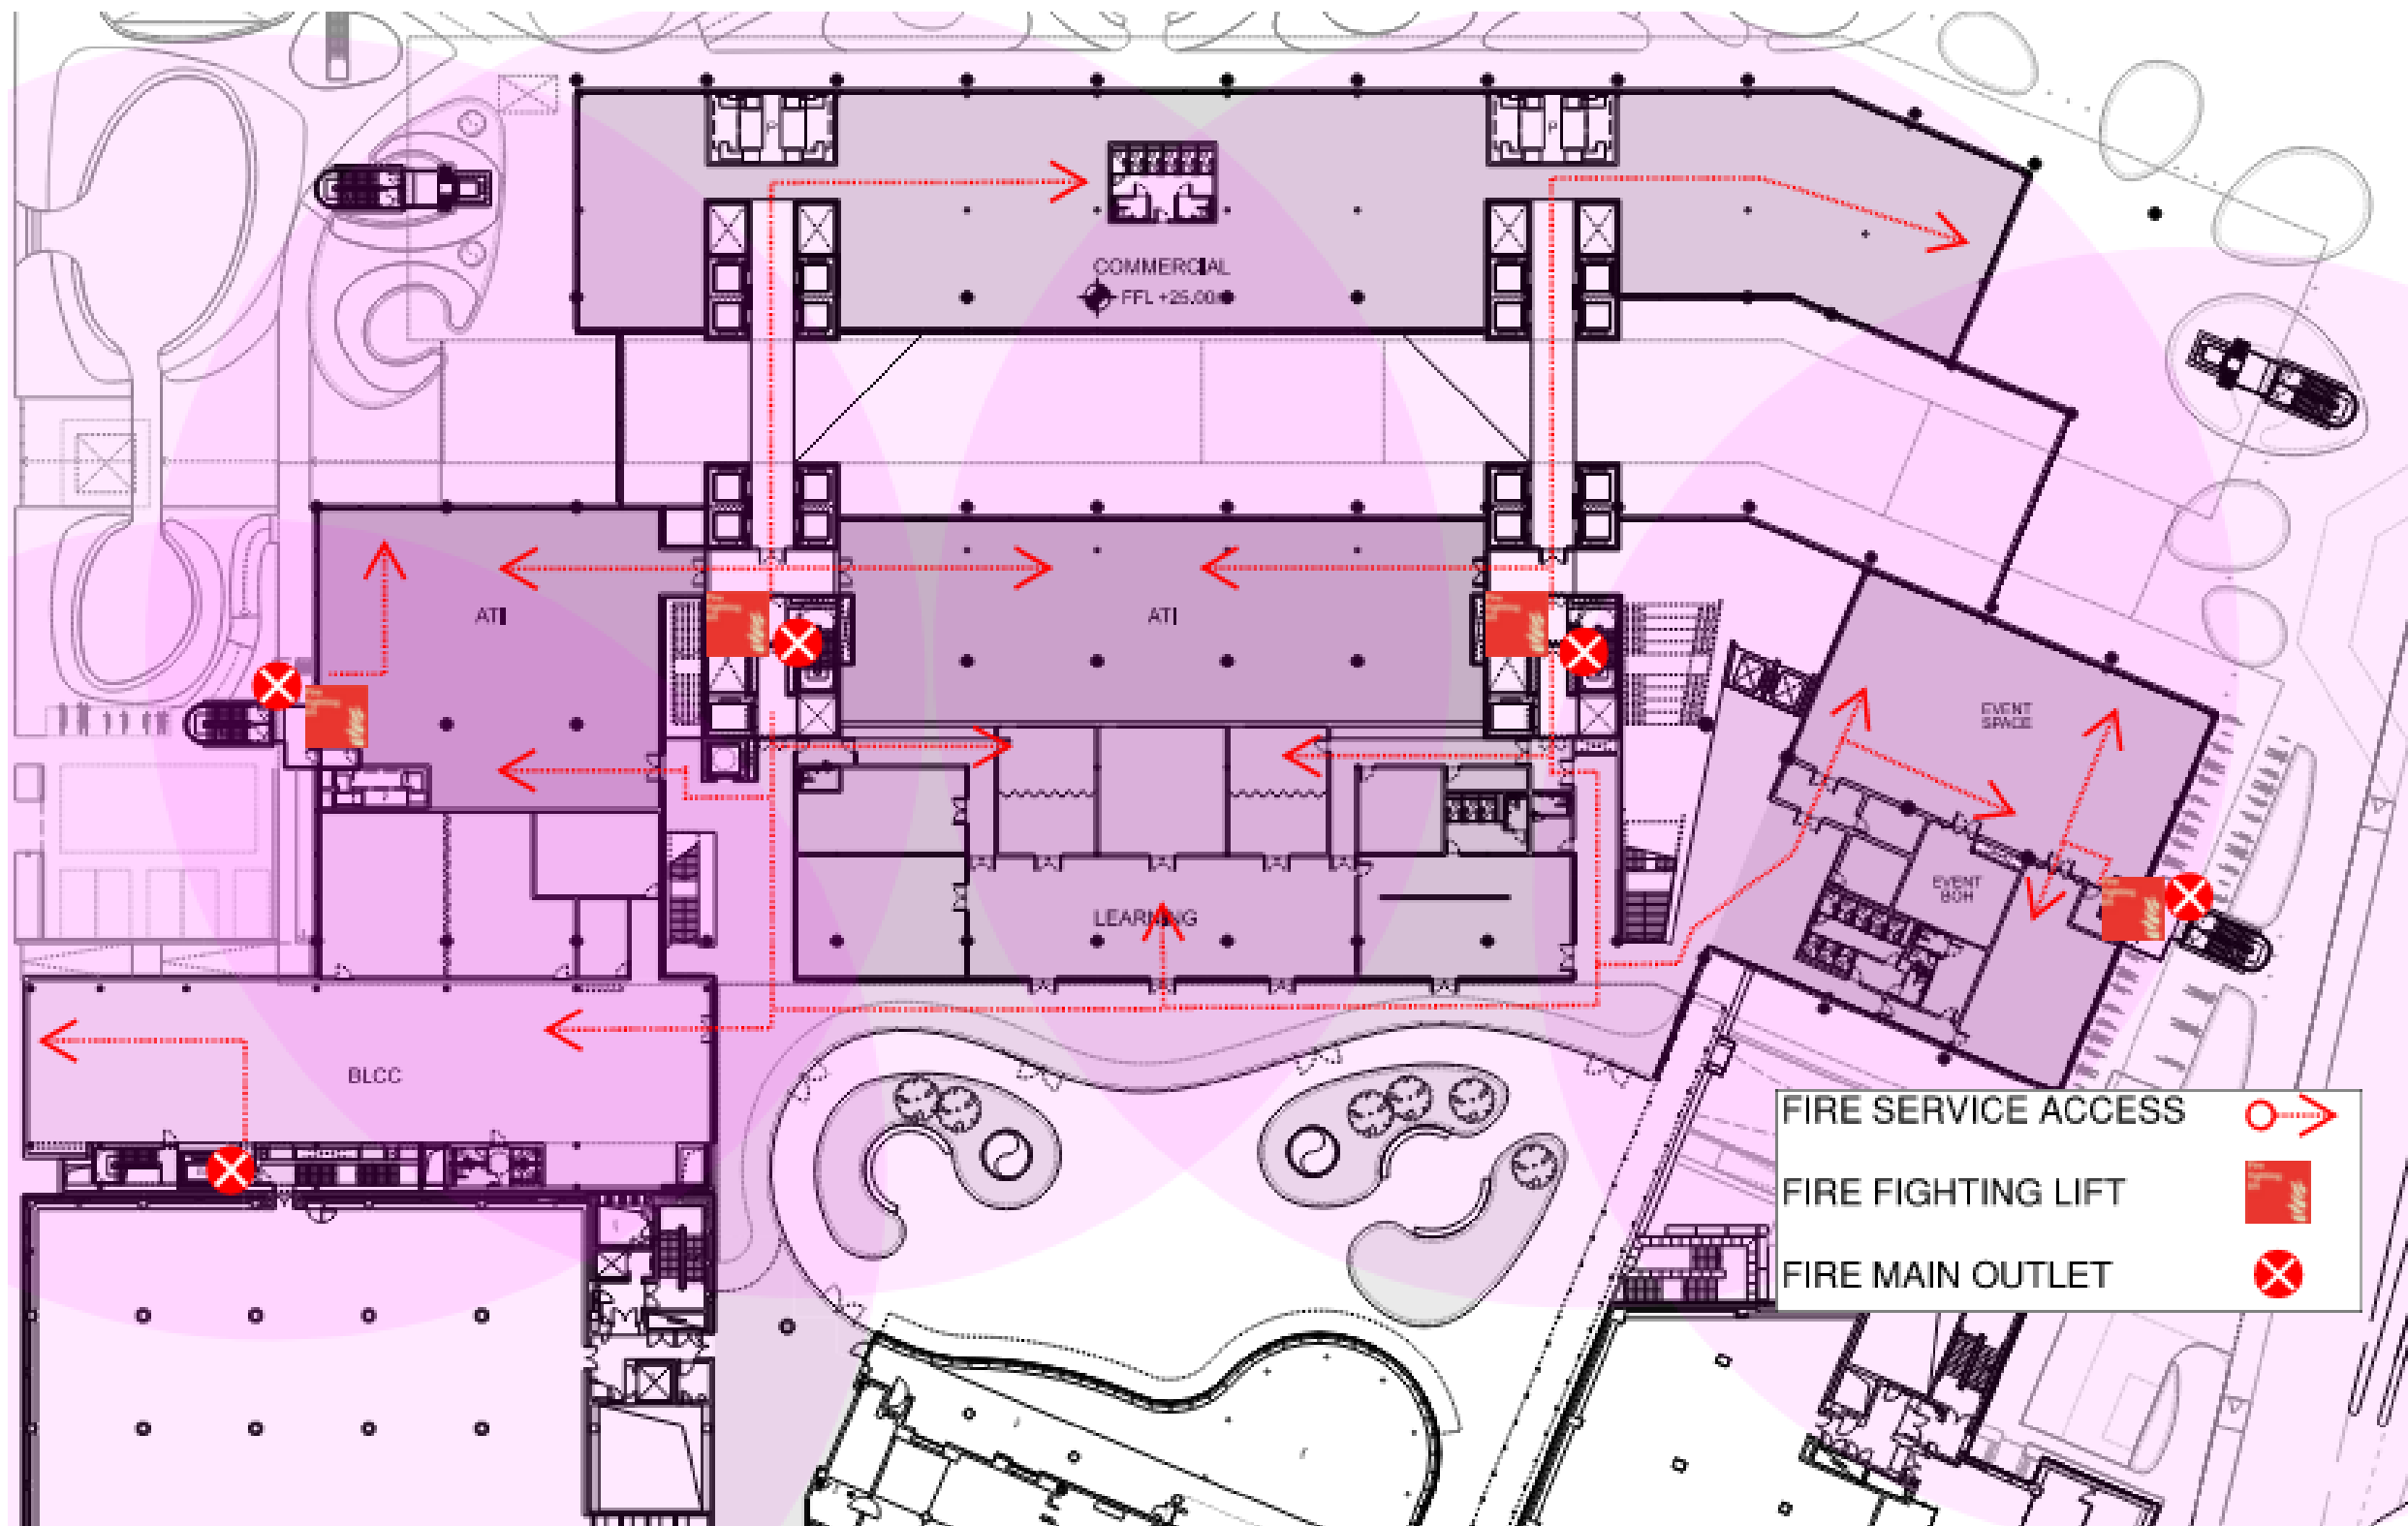 P
P
COMMERCIAL
FFL +25.00
ATI
ATI
EVENT
SPACE
EVENT
BOH
LEARNING
BLCC
FIRE SERVICE ACCESS
FIRE FIGHTING LIFT
FIRE MAIN OUTLET